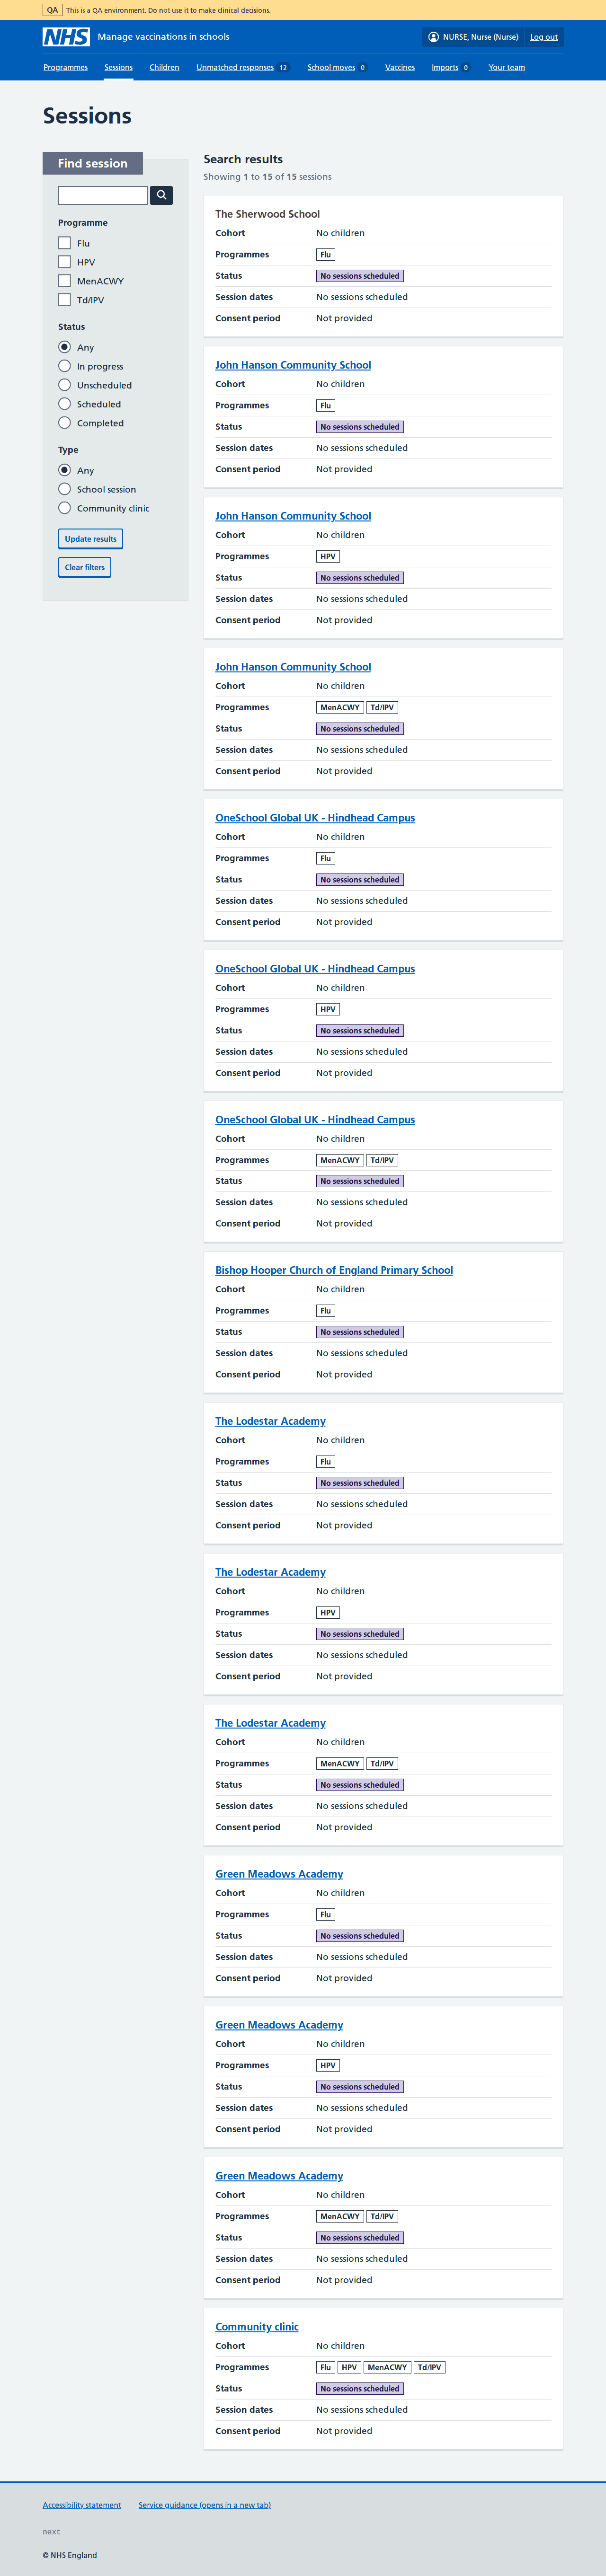 QA This is a QA environment. Do not use it to make clinical decisions.
NHS Manage vaccinations in schools
NURSE, Nurse (Nurse) Log out
Programmes Sessions Children Unmatched responses 12 School moves 0 Vaccines Imports 0 Your team
Sessions
Find session
Programme
Flu
HPV
MenACWY
Td/IPV
Status
Any
In progress
Unscheduled
Scheduled
Completed
Type
Any
School session
Community clinic
Update results
Clear filters
Search results
Showing 1 to 15 of 15 sessions
The Sherwood School
Cohort No children
Programmes Flu
Status No sessions scheduled
Session dates No sessions scheduled
Consent period Not provided
John Hanson Community School
Cohort No children
Programmes Flu
Status No sessions scheduled
Session dates No sessions scheduled
Consent period Not provided
John Hanson Community School
Cohort No children
Programmes HPV
Status No sessions scheduled
Session dates No sessions scheduled
Consent period Not provided
John Hanson Community School
Cohort No children
Programmes MenACWY Td/IPV
Status No sessions scheduled
Session dates No sessions scheduled
Consent period Not provided
OneSchool Global UK - Hindhead Campus
Cohort No children
Programmes Flu
Status No sessions scheduled
Session dates No sessions scheduled
Consent period Not provided
OneSchool Global UK - Hindhead Campus
Cohort No children
Programmes HPV
Status No sessions scheduled
Session dates No sessions scheduled
Consent period Not provided
OneSchool Global UK - Hindhead Campus
Cohort No children
Programmes MenACWY Td/IPV
Status No sessions scheduled
Session dates No sessions scheduled
Consent period Not provided
Bishop Hooper Church of England Primary School
Cohort No children
Programmes Flu
Status No sessions scheduled
Session dates No sessions scheduled
Consent period Not provided
The Lodestar Academy
Cohort No children
Programmes Flu
Status No sessions scheduled
Session dates No sessions scheduled
Consent period Not provided
The Lodestar Academy
Cohort No children
Programmes HPV
Status No sessions scheduled
Session dates No sessions scheduled
Consent period Not provided
The Lodestar Academy
Cohort No children
Programmes MenACWY Td/IPV
Status No sessions scheduled
Session dates No sessions scheduled
Consent period Not provided
Green Meadows Academy
Cohort No children
Programmes Flu
Status No sessions scheduled
Session dates No sessions scheduled
Consent period Not provided
Green Meadows Academy
Cohort No children
Programmes HPV
Status No sessions scheduled
Session dates No sessions scheduled
Consent period Not provided
Green Meadows Academy
Cohort No children
Programmes MenACWY Td/IPV
Status No sessions scheduled
Session dates No sessions scheduled
Consent period Not provided
Community clinic
Cohort No children
Programmes Flu HPV MenACWY Td/IPV
Status No sessions scheduled
Session dates No sessions scheduled
Consent period Not provided
Accessibility statement Service guidance (opens in a new tab)
next
© NHS England